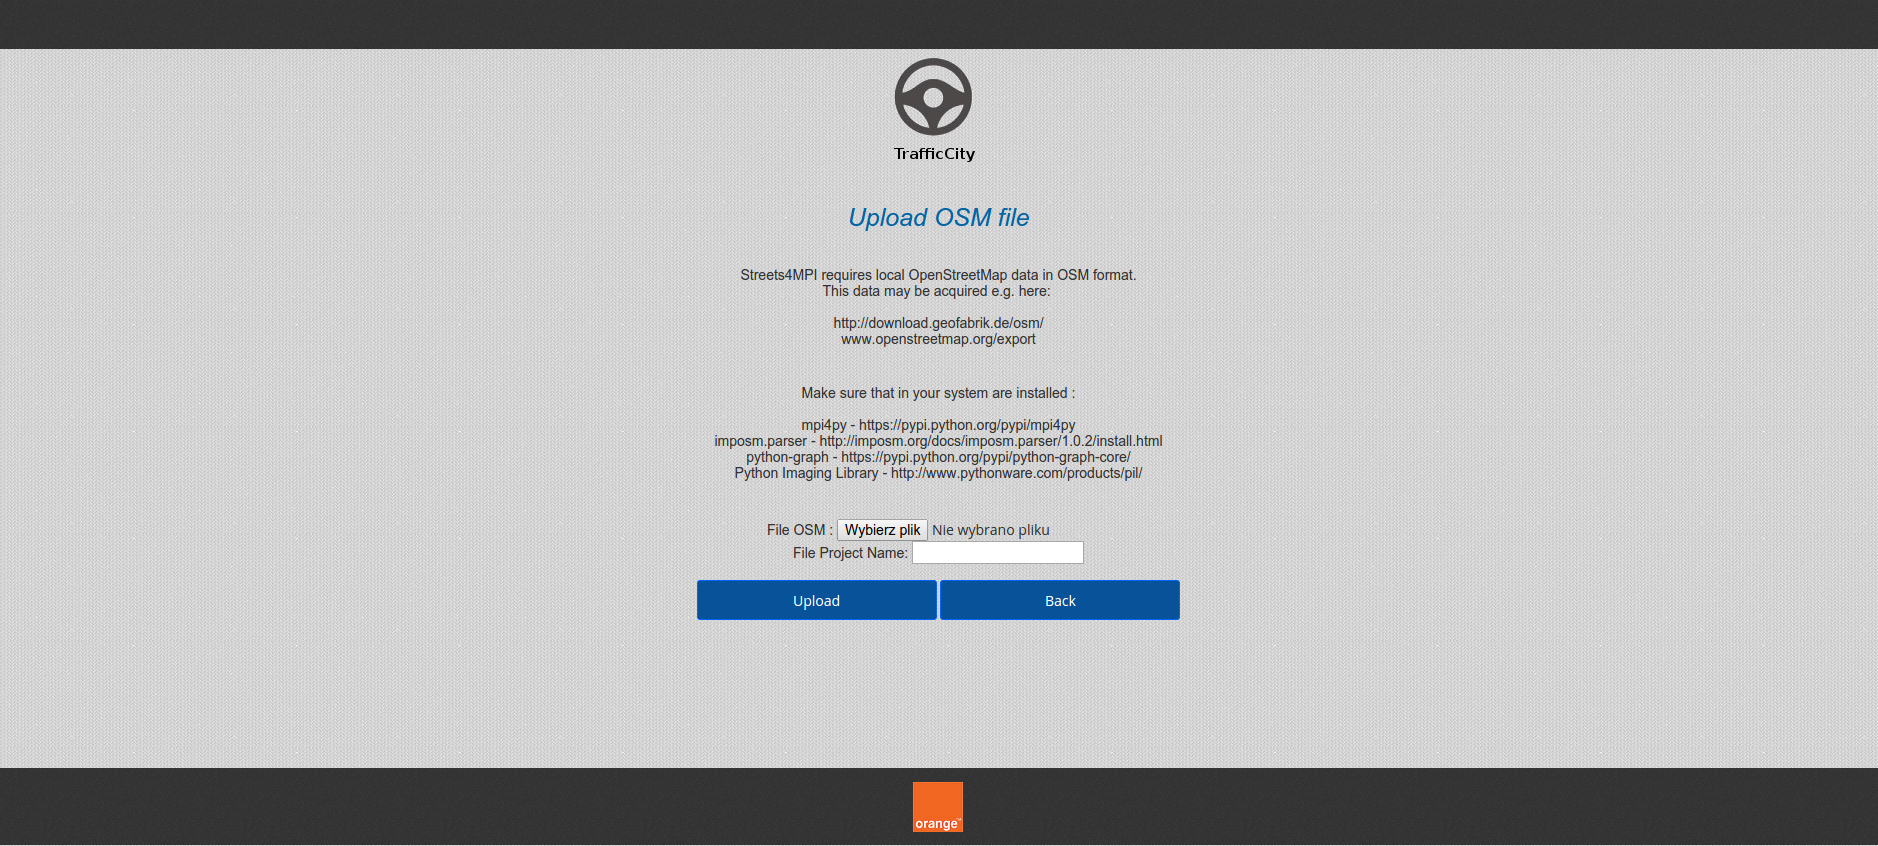 TrafficCity
Upload OSM file
Streets4MPI requires local OpenStreetMap data in OSM format.
This data may be acquired e.g. here:
http://download.geofabrik.de/osm/
www.openstreetmap.org/export
Make sure that in your system are installed :
mpi4py - https://pypi.python.org/pypi/mpi4py
imposm.parser - http://imposm.org/docs/imposm.parser/1.0.2/install.html
python-graph - https://pypi.python.org/pypi/python-graph-core/
Python Imaging Library - http://www.pythonware.com/products/pil/
File OSM : Wybierz plik Nie wybrano pliku
File Project Name:
Upload Back
orange™